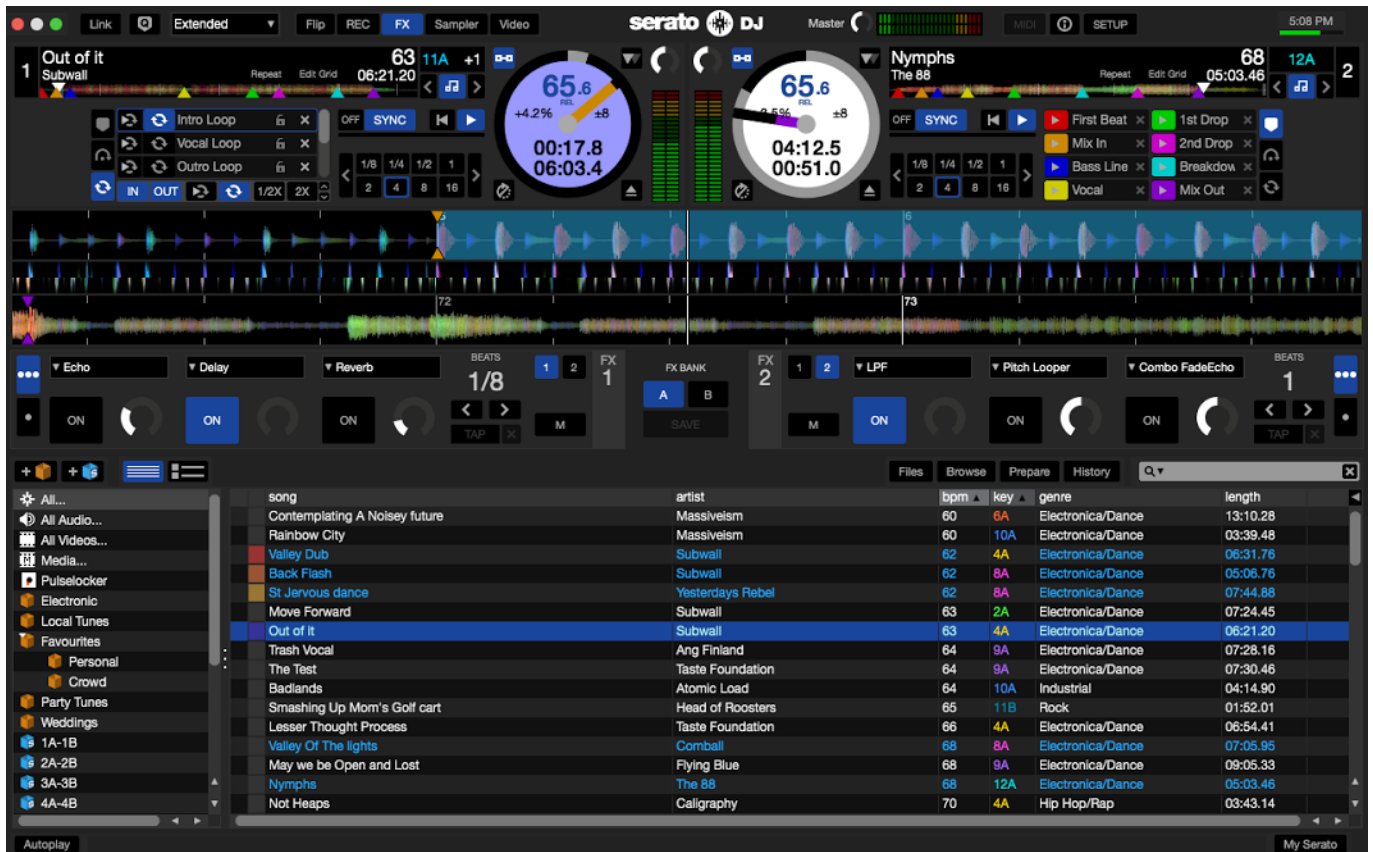 Link Extended Flip REC FX Sampler Video serato DJ Master MIDI SETUP 5:08 PM
1 Out of it 63 11A +1
Subwall Repeat Edit Grid 06:21.20
65.6
REL
+4.2% ±8
00:17.8
06:03.4
Intro Loop OFF SYNC
Vocal Loop
Outro Loop 1/8 1/4 1/2 1
IN OUT 1/2X 2X 2 4 8 16
Nymphs 68 12A 2
The 88 Repeat Edit Grid 05:03.46
65.6
REL
±8
04:12.5
00:51.0
OFF SYNC First Beat 1st Drop
Mix In 2nd Drop
1/8 1/4 1/2 1 Bass Line Breakdow
2 4 8 16 Vocal Mix Out
6
72 73
Echo Delay Reverb BEATS 1/8 1 2 FX 1 FX BANK FX 2 1 2 LPF Pitch Looper Combo FadeEcho BEATS 1
A B
ON ON ON TAP M SAVE M ON ON ON TAP
Files Browse Prepare History
All...
All Audio...
All Videos...
Media...
Pulselocker
Electronic
Local Tunes
Favourites
Personal
Crowd
Party Tunes
Weddings
1A-1B
2A-2B
3A-3B
4A-4B
song artist bpm key genre length
Contemplating A Noisey future Massiveism 60 6A Electronica/Dance 13:10.28
Rainbow City Massiveism 60 10A Electronica/Dance 03:39.48
Valley Dub Subwall 62 4A Electronica/Dance 06:31.76
Back Flash Subwall 62 8A Electronica/Dance 05:06.76
St Jervous dance Yesterdays Rebel 62 8A Electronica/Dance 07:44.88
Move Forward Subwall 63 2A Electronica/Dance 07:24.45
Out of it Subwall 63 4A Electronica/Dance 06:21.20
Trash Vocal Ang Finland 64 9A Electronica/Dance 07:28.16
The Test Taste Foundation 64 9A Electronica/Dance 07:30.46
Badlands Atomic Load 64 10A Industrial 04:14.90
Smashing Up Mom's Golf cart Head of Roosters 65 11B Rock 01:52.01
Lesser Thought Process Taste Foundation 66 4A Electronica/Dance 06:54.41
Valley Of The lights Comball 68 8A Electronica/Dance 07:05.95
May we be Open and Lost Flying Blue 68 9A Electronica/Dance 09:05.33
Nymphs The 88 68 12A Electronica/Dance 05:03.46
Not Heaps Caligraphy 70 4A Hip Hop/Rap 03:43.14
Autoplay My Serato